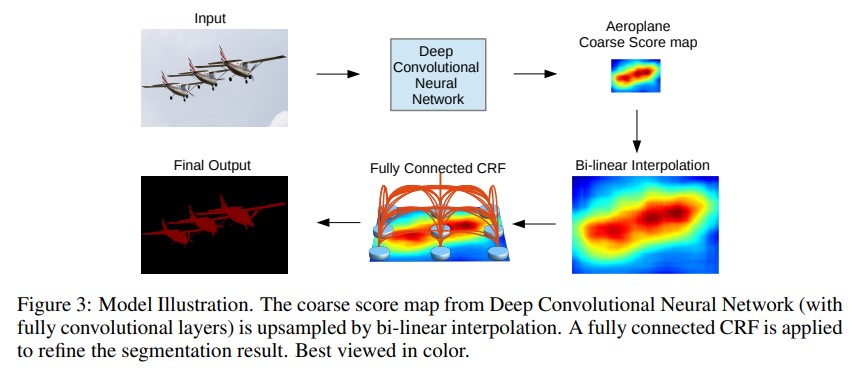 Input
Deep
Convolutional
Neural
Network
Aeroplane
Coarse Score map
Bi-linear Interpolation
Fully Connected CRF
Final Output
Figure 3: Model Illustration. The coarse score map from Deep Convolutional Neural Network (with
fully convolutional layers) is upsampled by bi-linear interpolation. A fully connected CRF is applied
to refine the segmentation result. Best viewed in color.